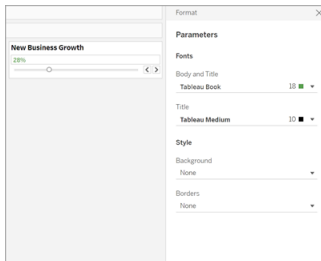 Format
Parameters
New Business Growth
28%
Fonts
Body and Title
Tableau Book 18
Title
Tableau Medium 10
Style
Background
None
Borders
None